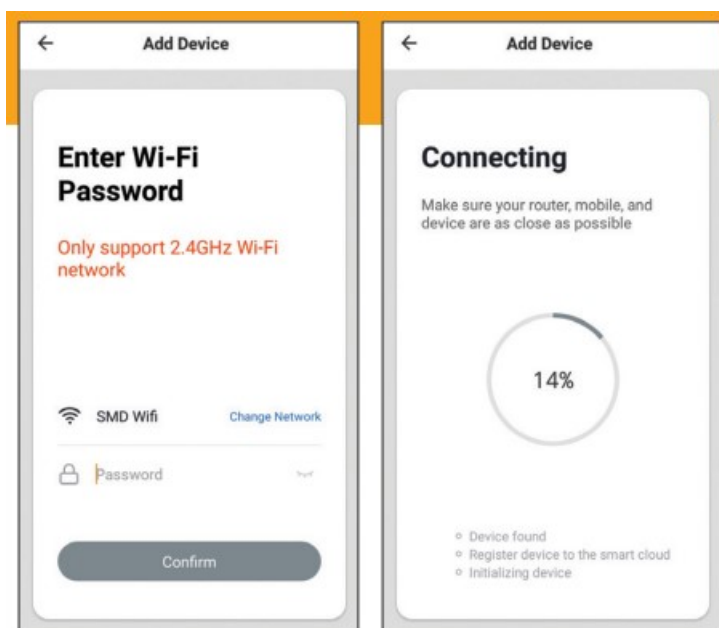 Add Device
Enter Wi-Fi
Password
Only support 2.4GHz Wi-Fi
network
SMD Wifi
Change Network
Password
Confirm
Add Device
Connecting
Make sure your router, mobile, and
device are as close as possible
14%
Device found
Register device to the smart cloud
Initializing device